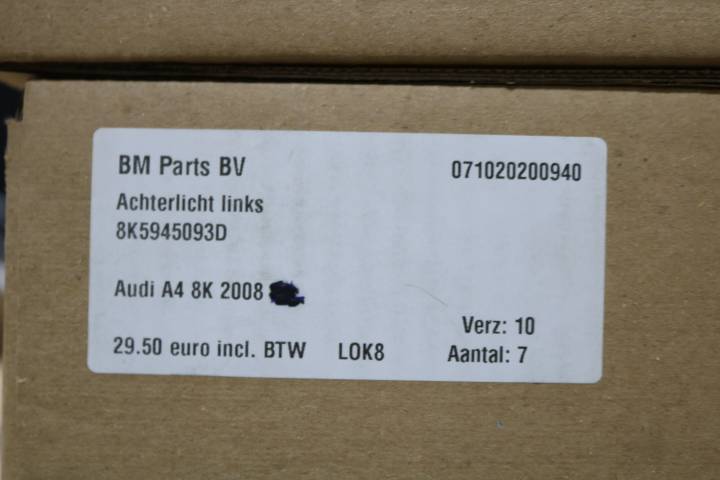 BM Parts BV 071020200940
Achterlicht links
8K5945093D
Audi A4 8K 2008
Verz: 10
29.50 euro incl. BTW LOK8 Aantal: 7